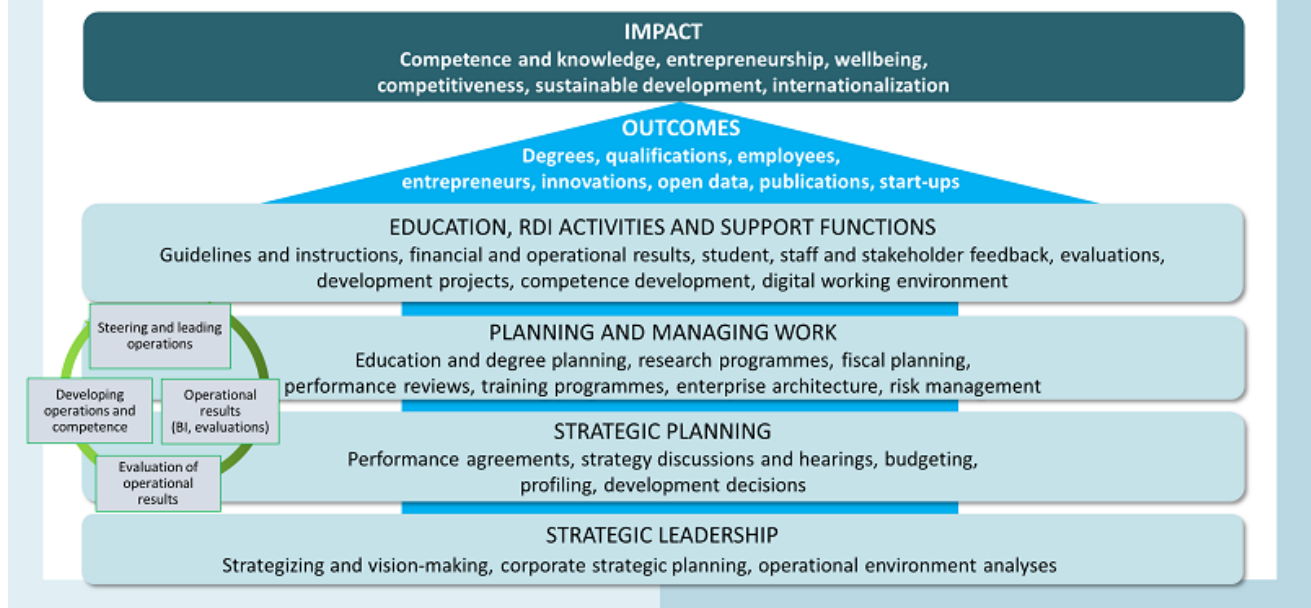 IMPACT
Competence and knowledge, entrepreneurship, wellbeing,
competitiveness, sustainable development, internationalization
OUTCOMES
Degrees, qualifications, employees,
entrepreneurs, innovations, open data, publications, start-ups
EDUCATION, RDI ACTIVITIES AND SUPPORT FUNCTIONS
Guidelines and instructions, financial and operational results, student, staff and stakeholder feedback, evaluations,
development projects, competence development, digital working environment
PLANNING AND MANAGING WORK
Education and degree planning, research programmes, fiscal planning,
performance reviews, training programmes, enterprise architecture, risk management
STRATEGIC PLANNING
Performance agreements, strategy discussions and hearings, budgeting,
profiling, development decisions
STRATEGIC LEADERSHIP
Strategizing and vision-making, corporate strategic planning, operational environment analyses
Steering and leading
operations
Developing
operations and
competence
Operational
results
(BI, evaluations)
Evaluation of
operational
results